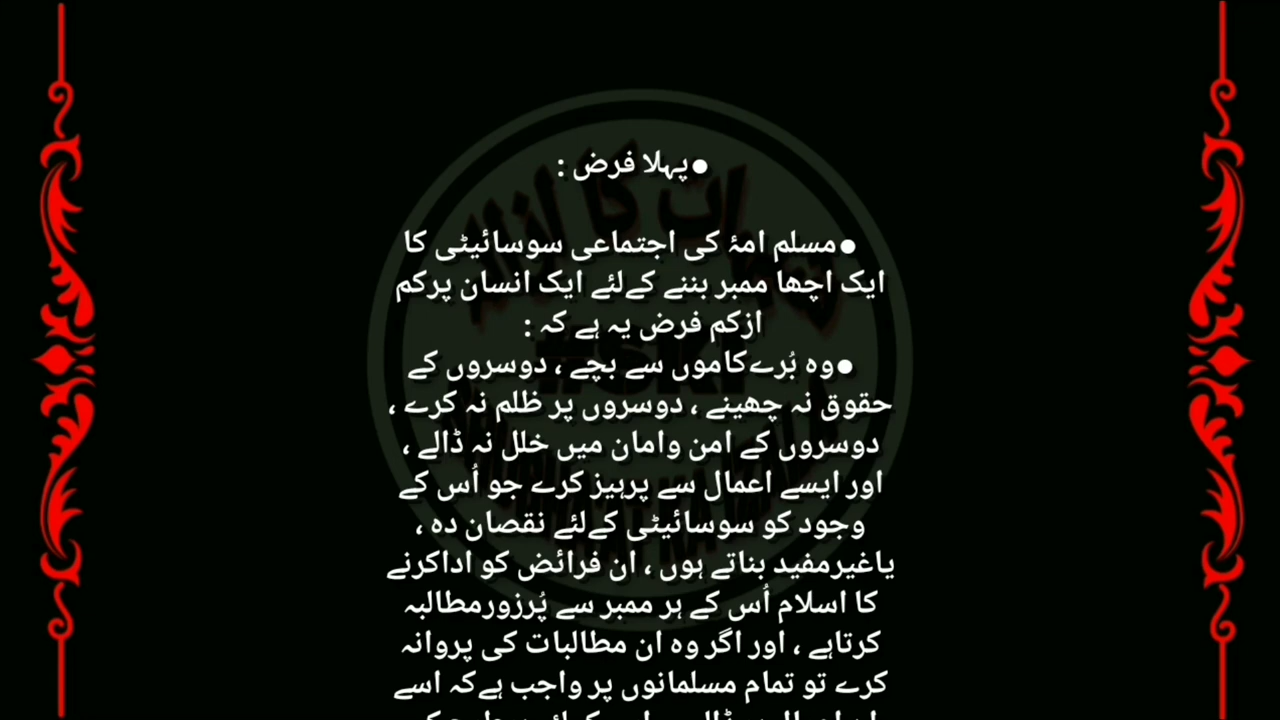 ●پہلا فرض :
●مسلم امۂ کی اجتماعی سوسائیٹی کا
ایک اچھا ممبر بننے کےلئے ایک انسان پرکم
ازکم فرض یہ ہے کہ :
●وہ بُرےکاموں سے بچے ، دوسروں کے
حقوق نہ چھینے ، دوسروں پر ظلم نہ کرے ،
دوسروں کے امن وامان میں خلل نہ ڈالے ،
اور ایسے اعمال سے پرہیز کرے جو اُس کے
وجود کو سوسائیٹی کےلئے نقصان دہ ،
یاغیرمفید بناتے ہوں ، ان فرائض کو اداکرنے
کا اسلام اُس کے ہر ممبر سے پُرزورمطالبہ
کرتاہے ، اور اگر وہ ان مطالبات کی پروانہ
کرے تو تمام مسلمانوں پر واجب ہےکہ اسے